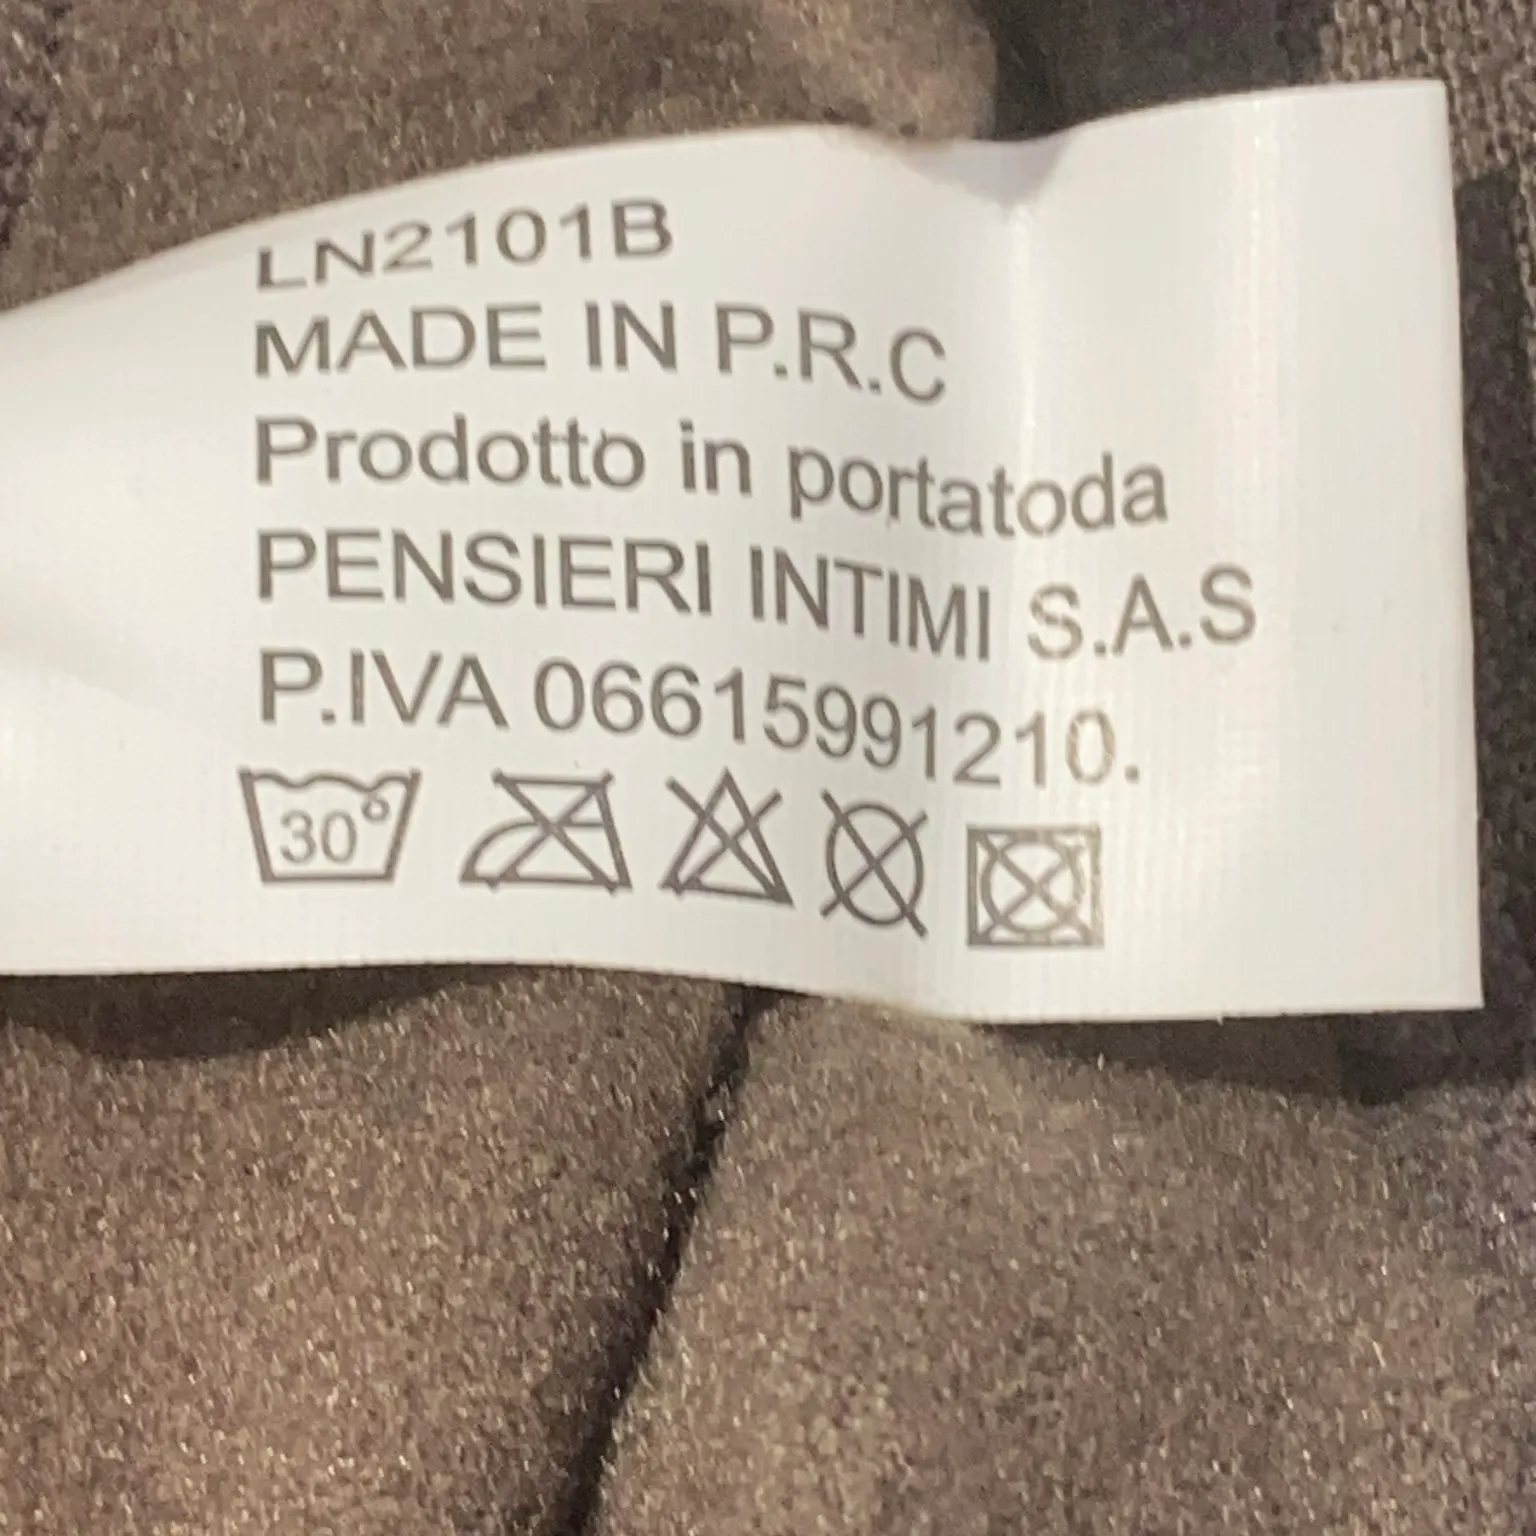 LN2101B
MADE IN P.R.C
Prodotto in portatoda
PENSIERI INTIMI S.A.S
P.IVA 06615991210.
30°